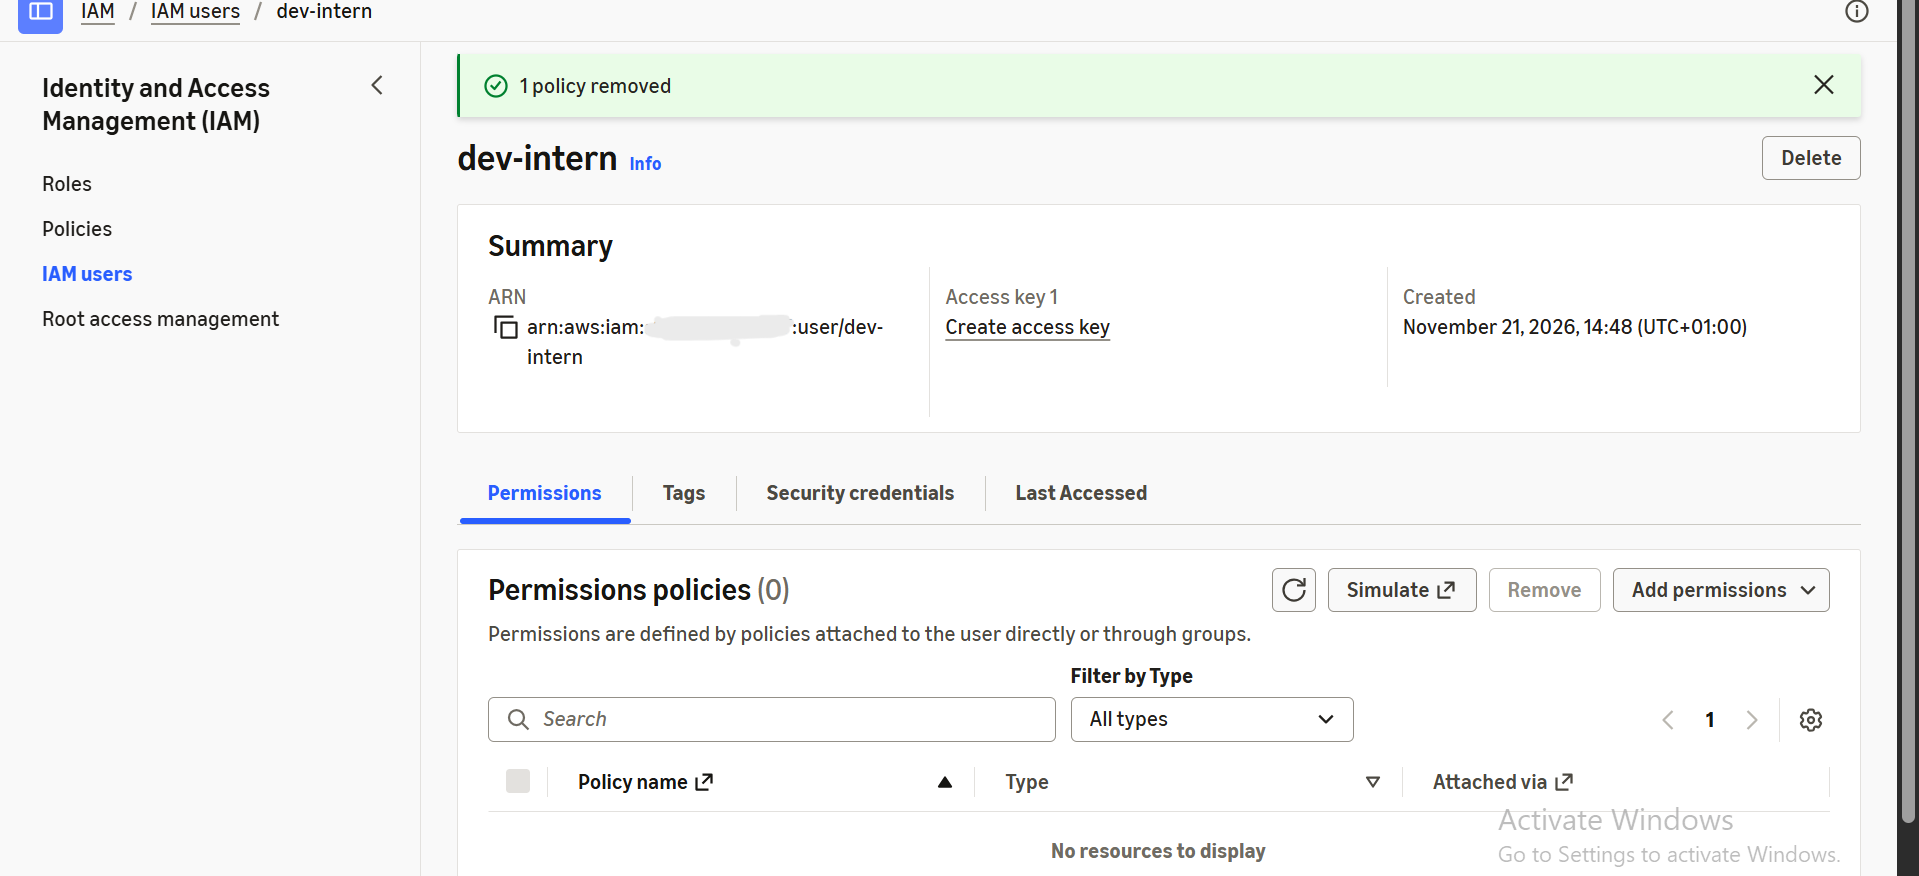 IAM / IAM users / dev-intern
Identity and Access
Management (IAM)
Roles
Policies
IAM users
Root access management
1 policy removed
dev-intern Info
Delete
Summary
ARN
arn:aws:iam: :user/dev-
intern
Access key 1
Create access key
Created
November 21, 2026, 14:48 (UTC+01:00)
Permissions
Tags
Security credentials
Last Accessed
Permissions policies (0)
Simulate
Remove
Add permissions
Permissions are defined by policies attached to the user directly or through groups.
Filter by Type
Search
All types
1
Policy name
Type
Attached via
No resources to display
Activate Windows
Go to Settings to activate Windows.